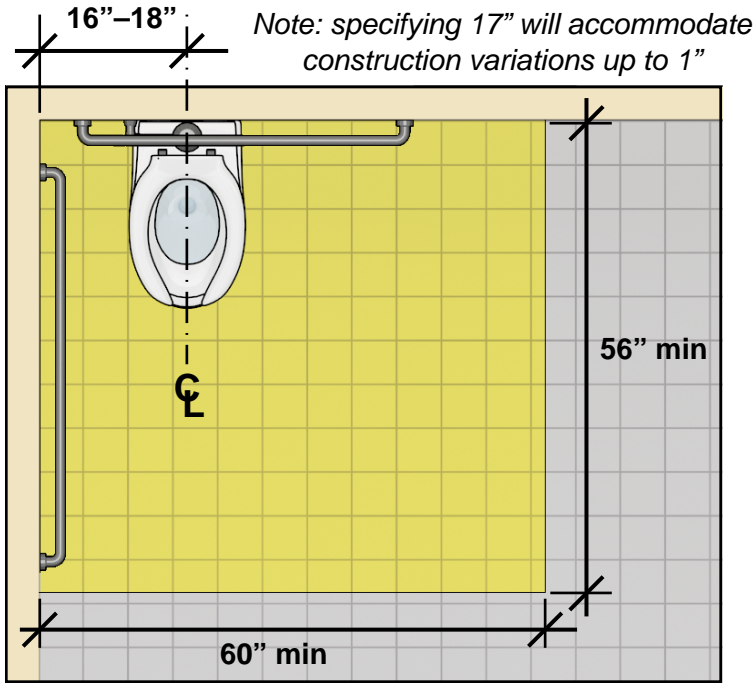 16”–18”
Note: specifying 17” will accommodate
construction variations up to 1”
56” min
℄
60” min